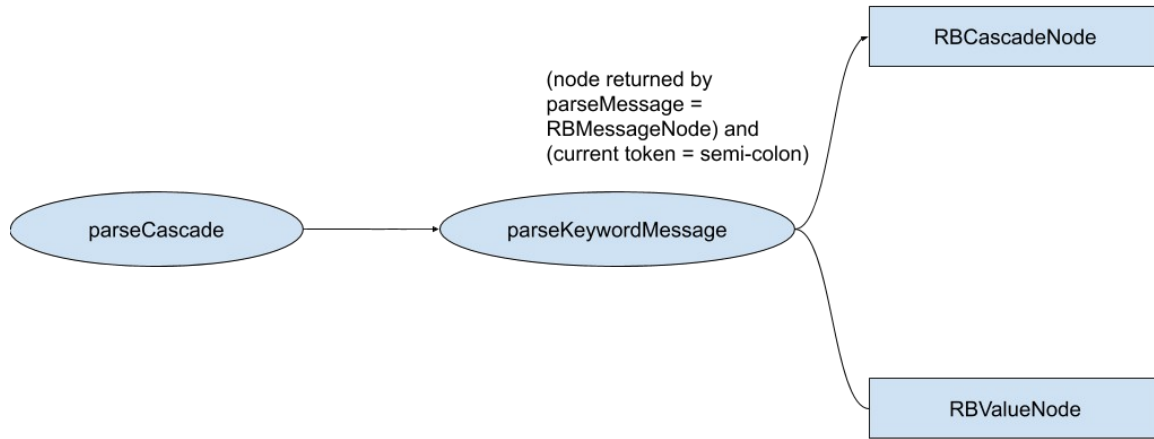 RBCascadeNode
(node returned by
parseMessage =
RBMessageNode) and
(current token = semi-colon)
parseCascade
parseKeywordMessage
RBValueNode